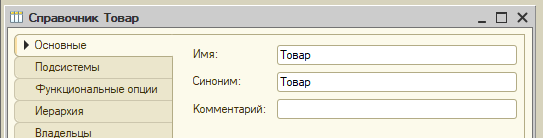 Справочник Товар
Основные
Подсистемы
Функциональные опции
Иерархия
Владельцы
Имя: Товар
Синоним: Товар
Комментарий: